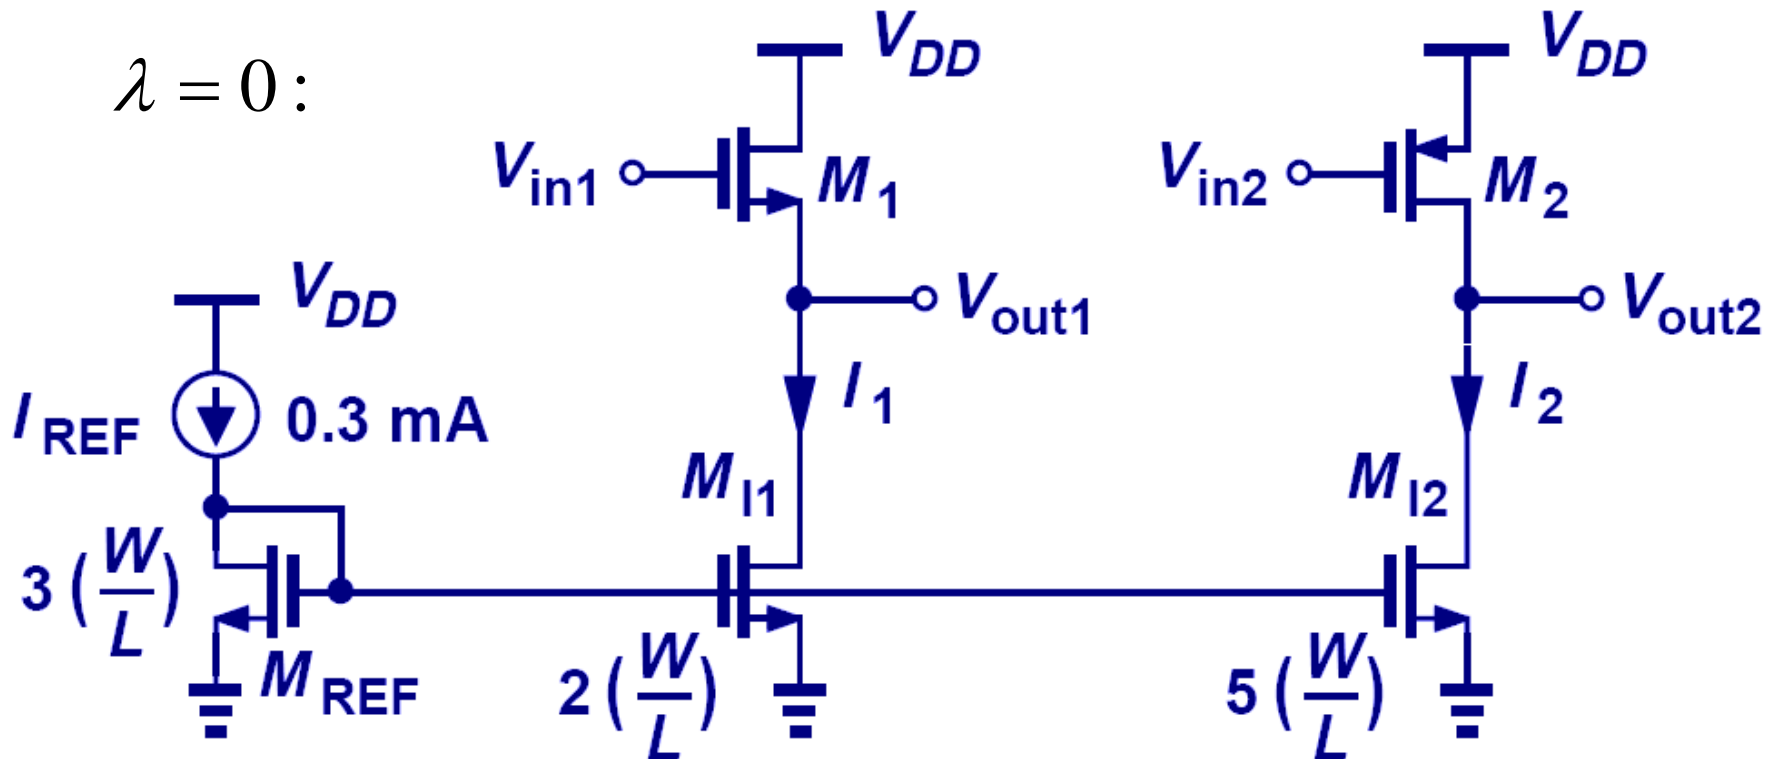 λ = 0 :
V_DD
V_DD
V_in1
M_1
V_in2
M_2
V_DD
V_out1
V_out2
I_REF
0.3 mA
I_1
I_2
M_I1
M_I2
3 (W/L)
M_REF
2 (W/L)
5 (W/L)